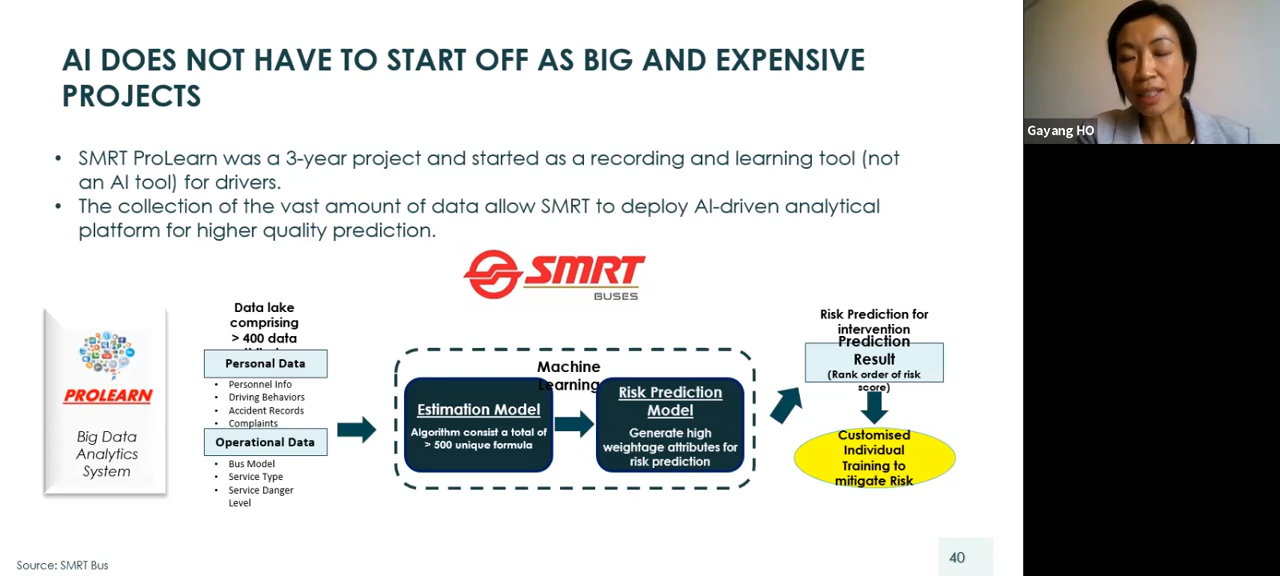 AI DOES NOT HAVE TO START OFF AS BIG AND EXPENSIVE
PROJECTS
Gayang HO
• SMRT ProLearn was a 3-year project and started as a recording and learning tool (not
an AI tool) for drivers.
• The collection of the vast amount of data allow SMRT to deploy AI-driven analytical
platform for higher quality prediction.
SMRT
BUSES
PROLEARN
Big Data
Analytics
System
Data lake
comprising
> 400 data
Personal Data
• Personnel Info
• Driving Behaviors
• Accident Records
• Complaints
Operational Data
• Bus Model
• Service Type
• Service Danger
Level
Machine
Learning
Estimation Model
Algorithm consist a total of
> 500 unique formula
Risk Prediction
Model
Generate high
weightage attributes for
risk prediction
Risk Prediction for
intervention
Prediction
Result
(Rank order of risk
score)
Customised
Individual
Training to
mitigate Risk
Source: SMRT Bus
40